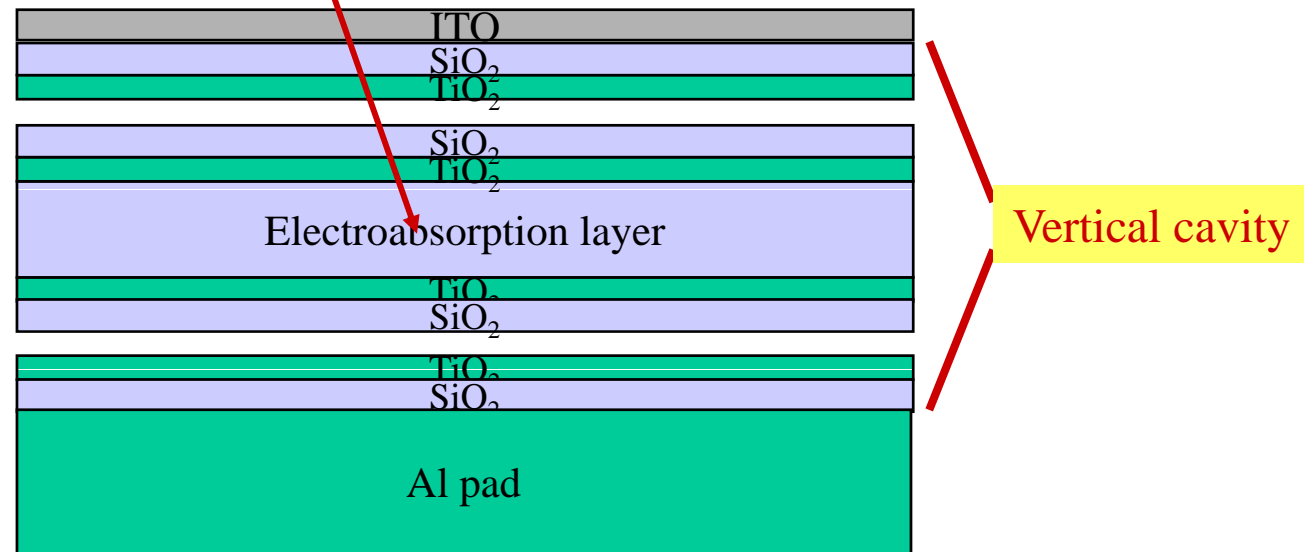 ITO
SiO₂
TiO₂
SiO₂
TiO₂
Electroabsorption layer
Vertical cavity
TiO₂
SiO₂
TiO₂
SiO₂
Al pad